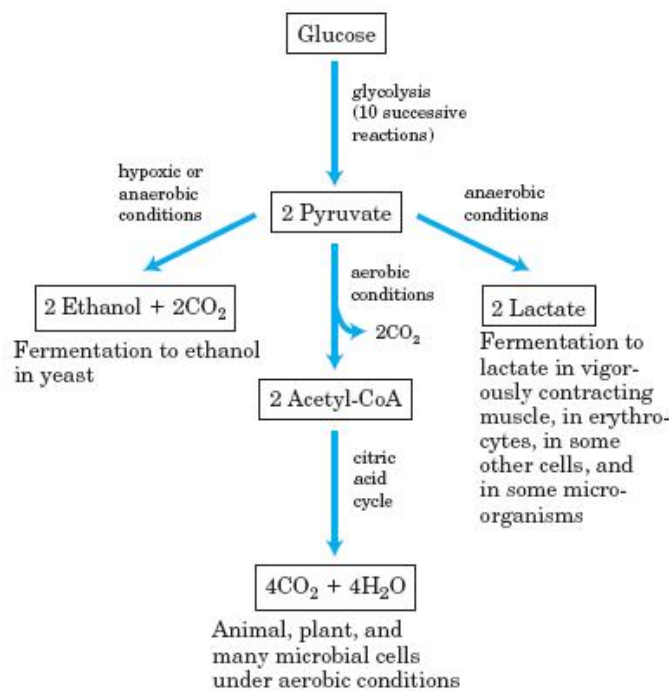 Glucose
glycolysis
(10 successive
reactions)
hypoxic or
anaerobic
conditions
2 Pyruvate
anaerobic
conditions
2 Ethanol + 2CO₂
Fermentation to ethanol
in yeast
aerobic
conditions
2CO₂
2 Lactate
Fermentation to
lactate in vigor-
ously contracting
muscle, in erythro-
cytes, in some
other cells, and
in some micro-
organisms
2 Acetyl-CoA
citric
acid
cycle
4CO₂ + 4H₂O
Animal, plant, and
many microbial cells
under aerobic conditions